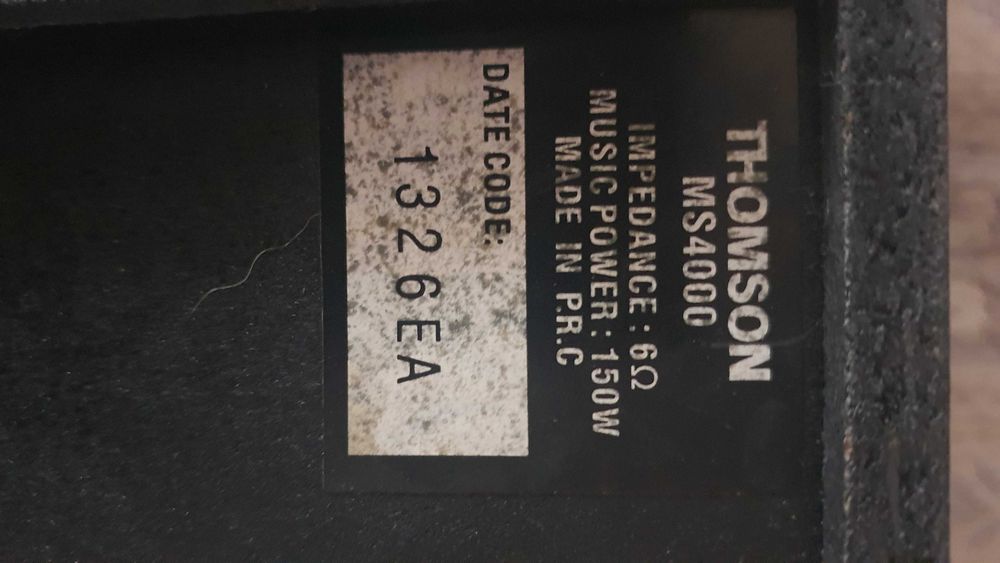 THOMSON
MS4000
IMPEDANCE : 6Ω
MUSIC POWER : 150W
MADE IN P.R.C
DATE CODE:
1326EA